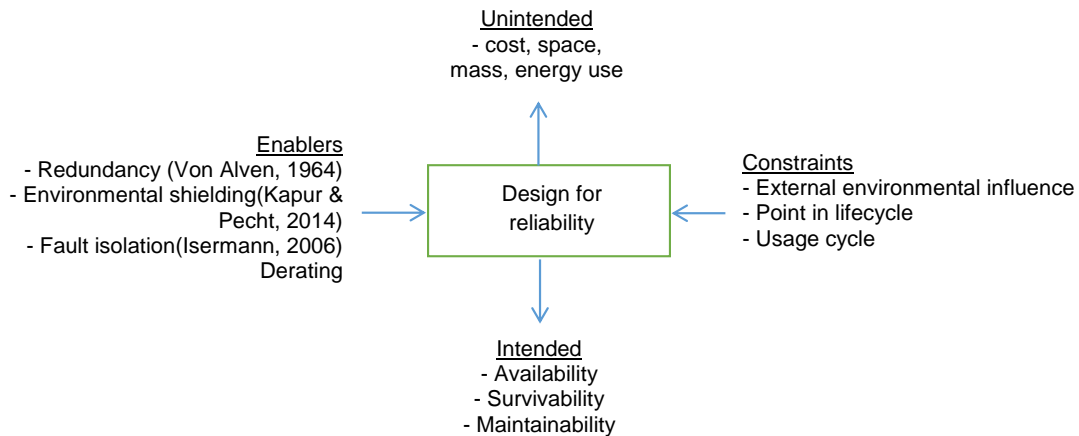 Unintended
- cost, space,
mass, energy use
Enablers
- Redundancy (Von Alven, 1964)
- Environmental shielding(Kapur &
Pecht, 2014)
- Fault isolation(Isermann, 2006)
Derating
Design for
reliability
Constraints
- External environmental influence
- Point in lifecycle
- Usage cycle
Intended
- Availability
- Survivability
- Maintainability